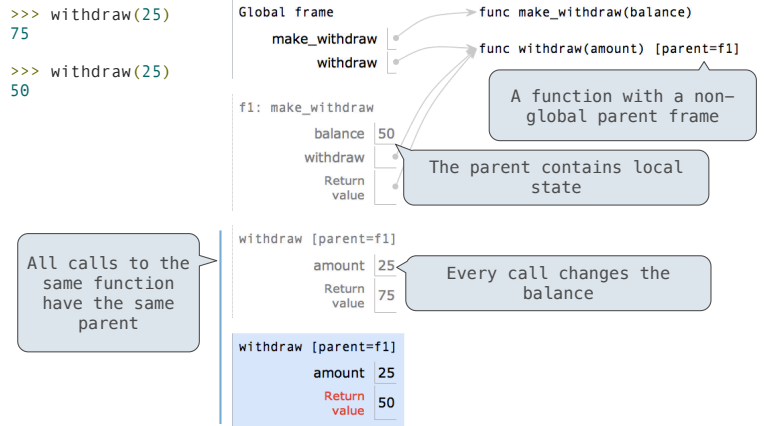 >>> withdraw(25)
75
>>> withdraw(25)
50
Global frame
make_withdraw
withdraw
func make_withdraw(balance)
func withdraw(amount) [parent=f1]
A function with a non-
global parent frame
f1: make_withdraw
balance 50
withdraw
Return
value
The parent contains local
state
All calls to the
same function
have the same
parent
withdraw [parent=f1]
amount 25
Return
value 75
Every call changes the
balance
withdraw [parent=f1]
amount 25
Return
value 50